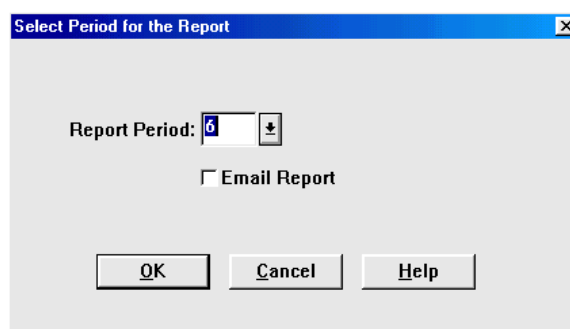 Select Period for the Report
Report Period: 6
Email Report
OK Cancel Help